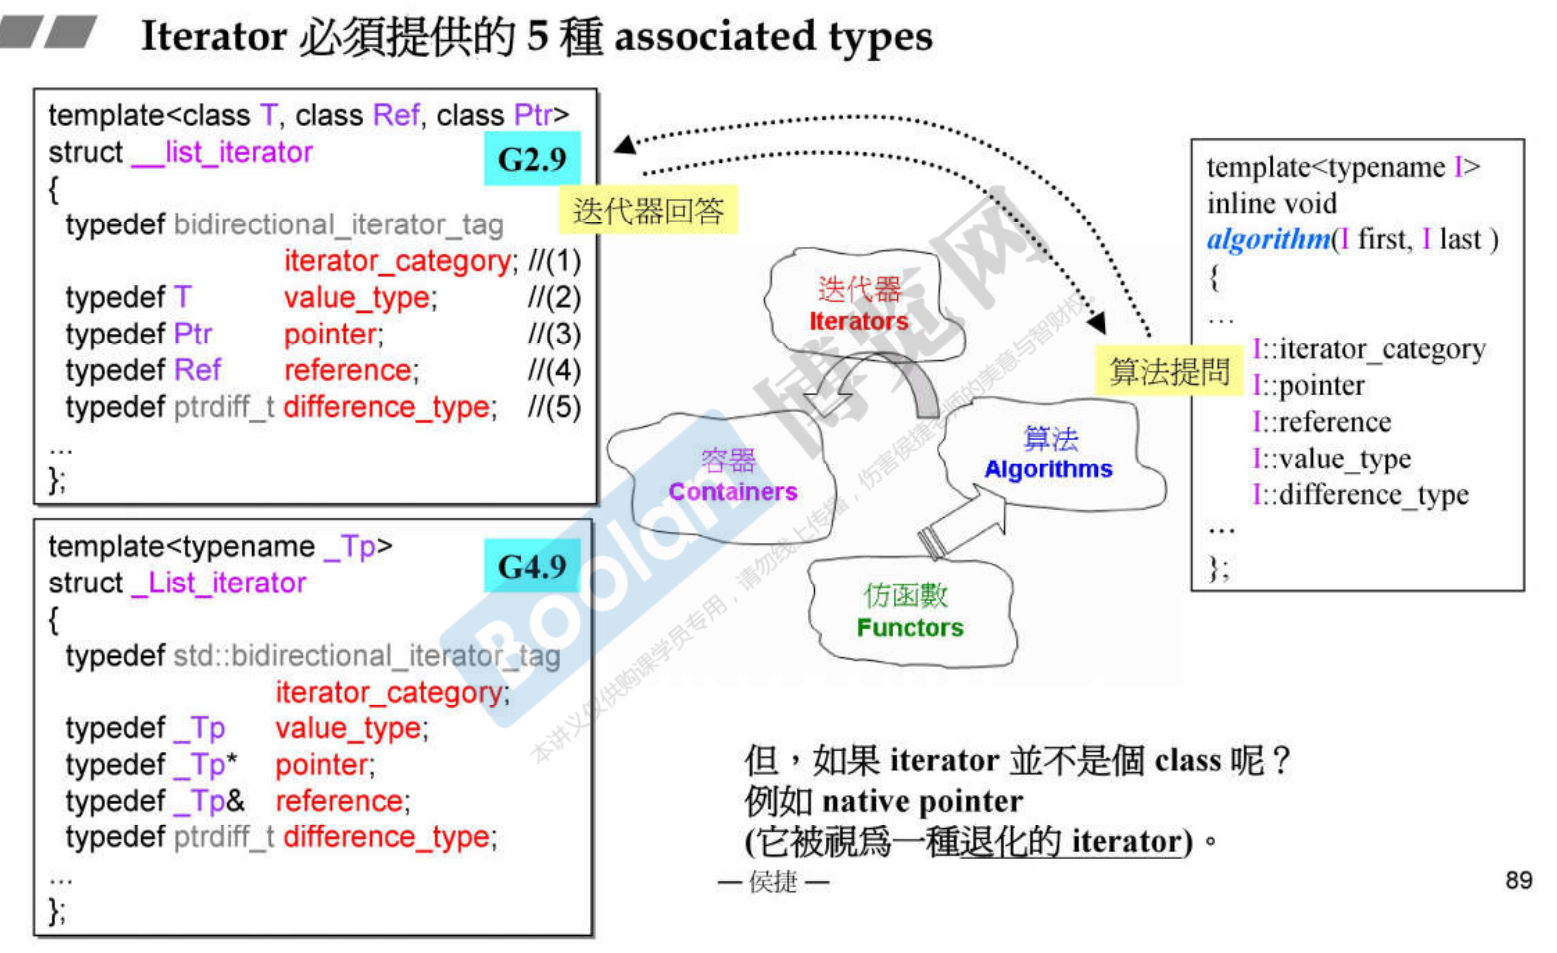 Iterator 必須提供的 5 種 associated types
template<class T, class Ref, class Ptr>
struct __list_iterator
G2.9
{
typedef bidirectional_iterator_tag
iterator_category; //(1)
typedef T value_type; //(2)
typedef Ptr pointer; //(3)
typedef Ref reference; //(4)
typedef ptrdiff_t difference_type; //(5)
...
};
template<typename _Tp>
struct _List_iterator
G4.9
{
typedef std::bidirectional_iterator_tag
iterator_category;
typedef _Tp value_type;
typedef _Tp* pointer;
typedef _Tp& reference;
typedef ptrdiff_t difference_type;
...
};
迭代器回答
迭代器
Iterators
容器
Containers
算法
Algorithms
仿函數
Functors
算法提問
template<typename I>
inline void
algorithm(I first, I last )
{
...
I::iterator_category
I::pointer
I::reference
I::value_type
I::difference_type
...
};
但，如果 iterator 並不是個 class 呢？
例如 native pointer
(它被視爲一種退化的 iterator)。
— 侯捷 —
89
Boolan 博览网
本讲义仅供购课学员专用，请勿线上传播，伤害侯捷老师的美意与智财权。